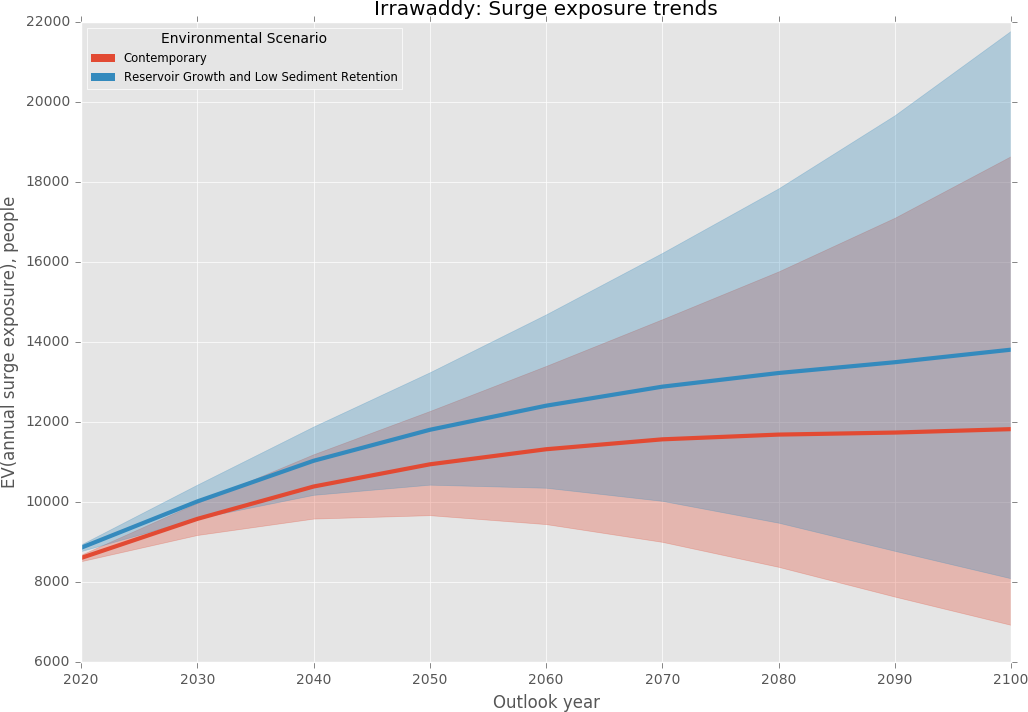 Irrawaddy: Surge exposure trends
Environmental Scenario
Contemporary
Reservoir Growth and Low Sediment Retention
EV(annual surge exposure), people
22000
20000
18000
16000
14000
12000
10000
8000
6000
2020 2030 2040 2050 2060 2070 2080 2090 2100
Outlook year